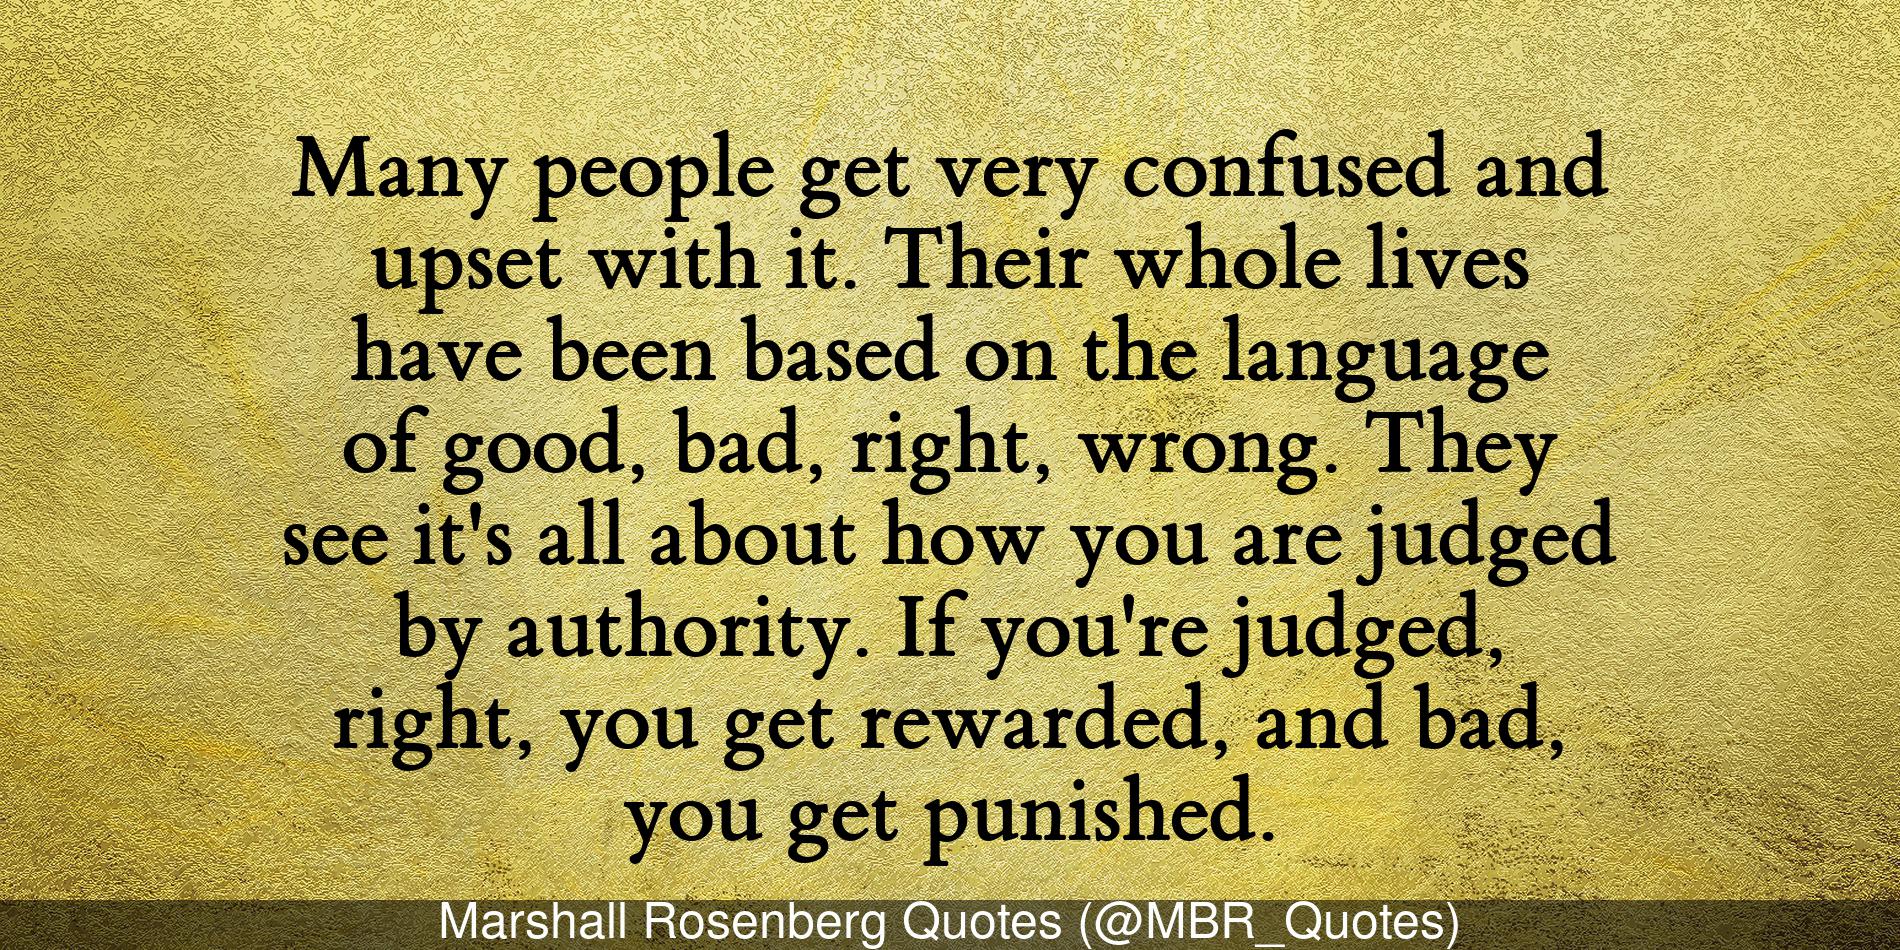 Many people get very confused and
upset with it. Their whole lives
have been based on the language
of good, bad, right, wrong. They
see it's all about how you are judged
by authority. If you're judged,
right, you get rewarded, and bad,
you get punished.
Marshall Rosenberg Quotes (@MBR_Quotes)